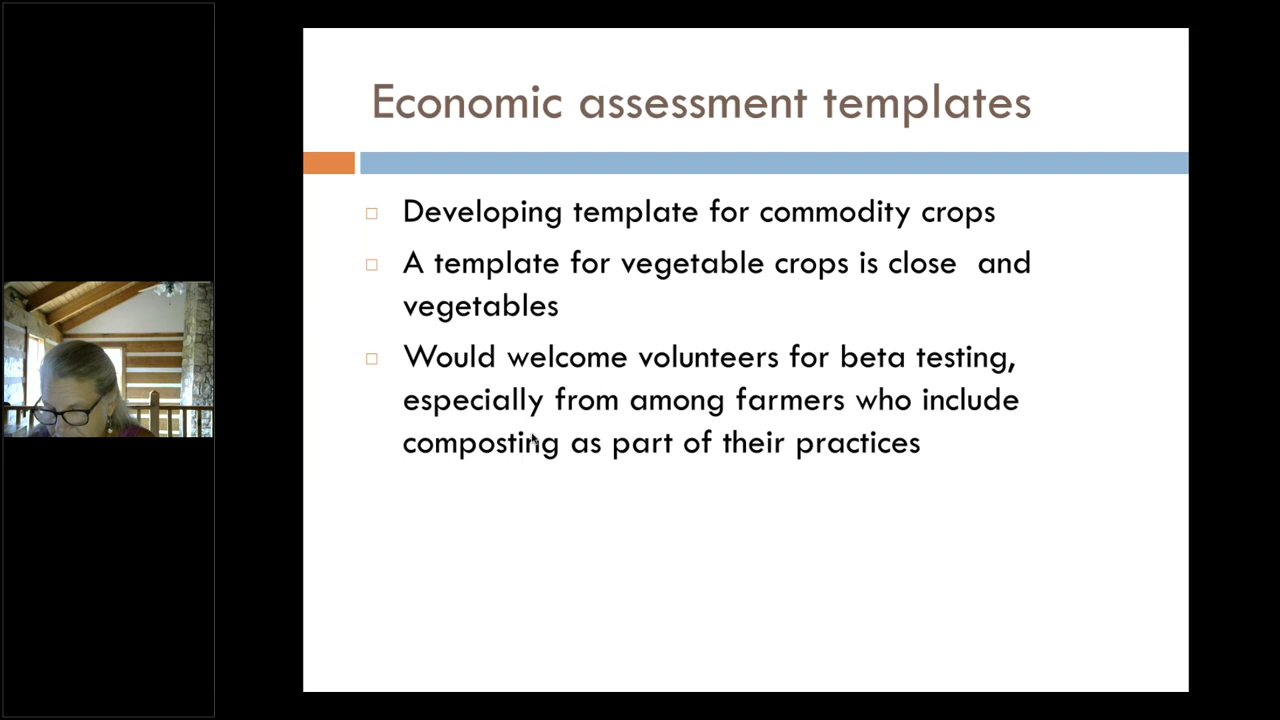 Economic assessment templates
Developing template for commodity crops
A template for vegetable crops is close  and
vegetables
Would welcome volunteers for beta testing,
especially from among farmers who include
composting as part of their practices